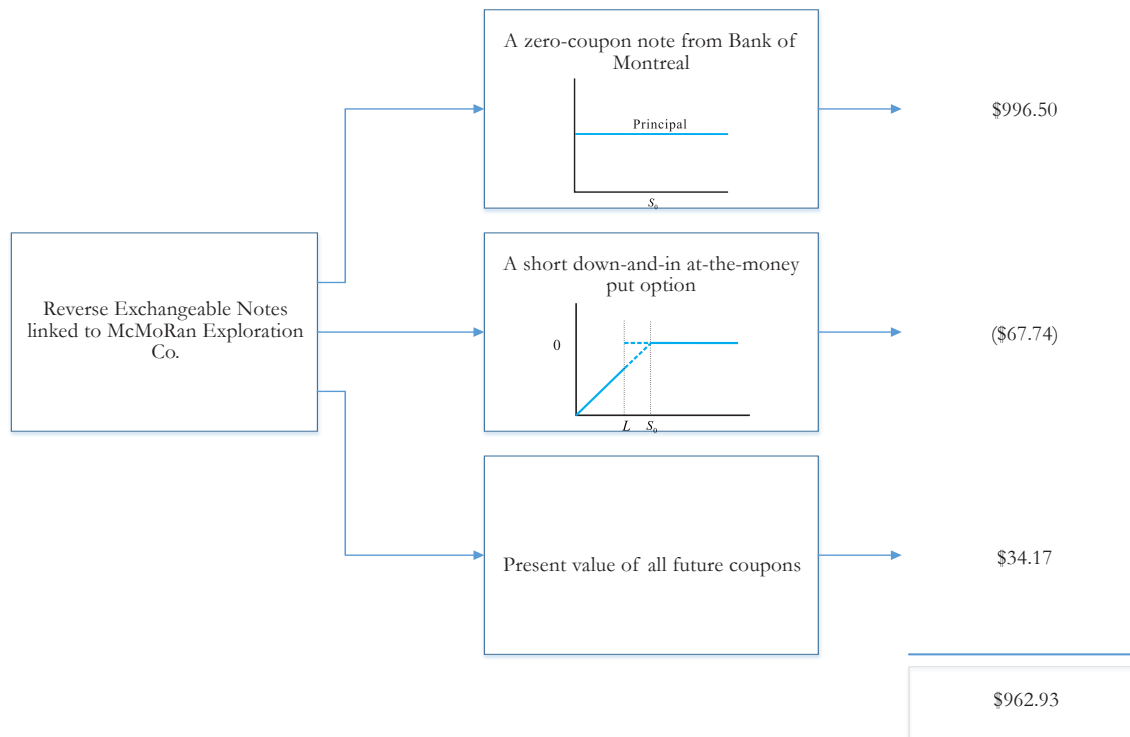 A zero-coupon note from Bank of
Montreal
Principal
S₀
$996.50
Reverse Exchangeable Notes
linked to McMoRan Exploration
Co.
A short down-and-in at-the-money
put option
0
L S₀
($67.74)
Present value of all future coupons
$34.17
$962.93